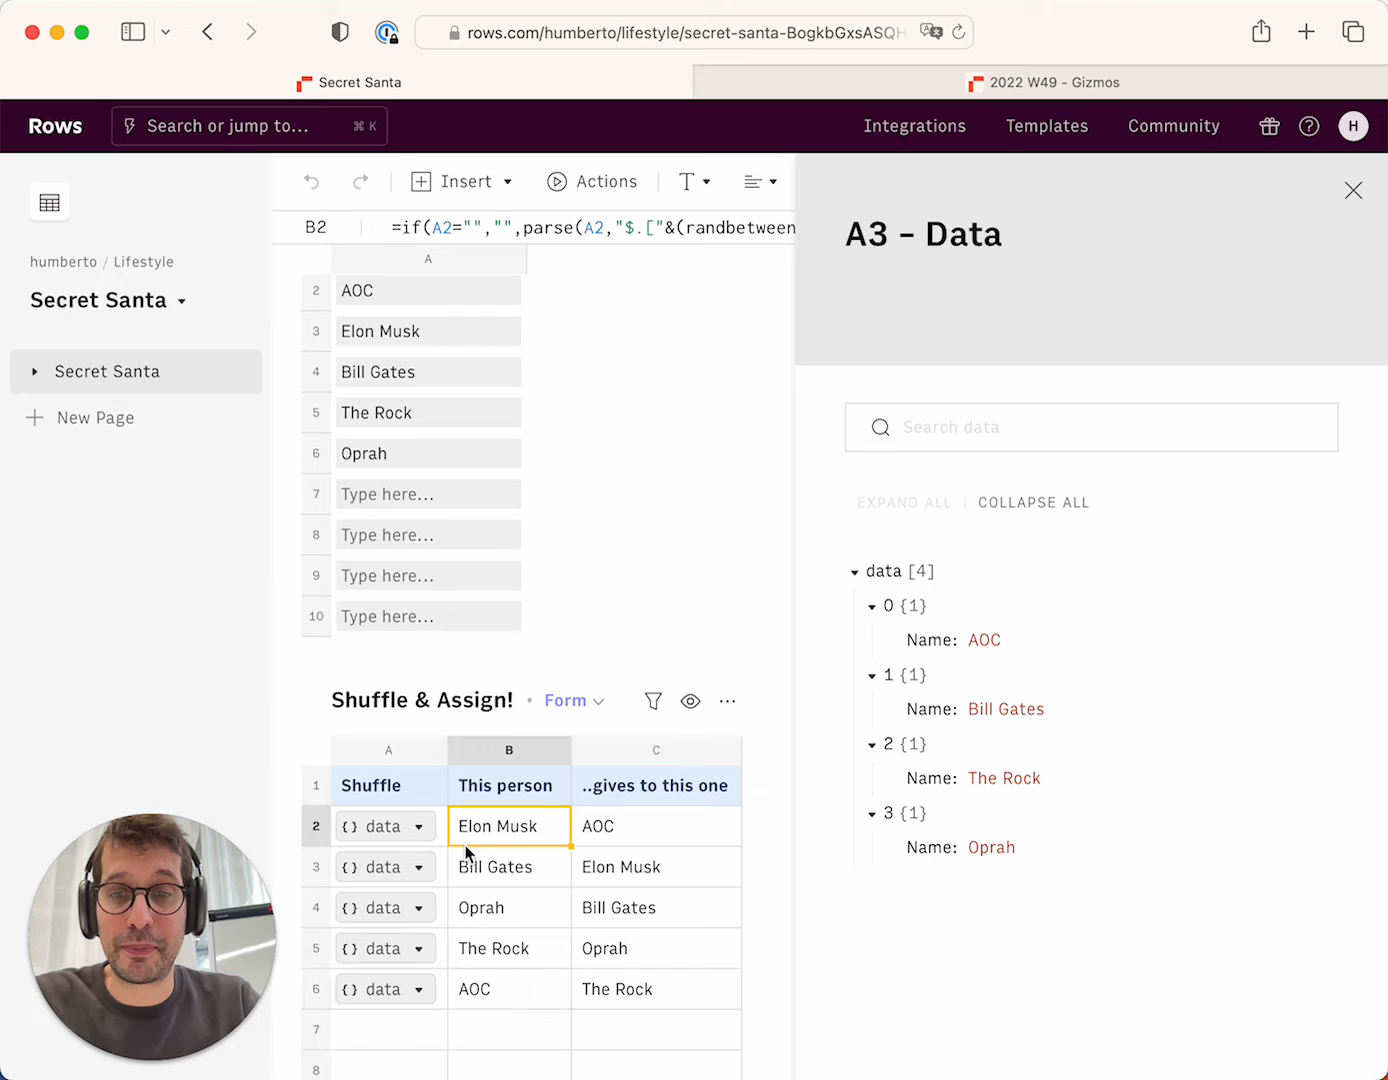 rows.com/humberto/lifestyle/secret-santa-BogkbGxsASQH
Secret Santa
2022 W49 - Gizmos
Rows
Search or jump to...
⌘ K
Integrations
Templates
Community
H
humberto / Lifestyle
Secret Santa
Secret Santa
New Page
Insert
Actions
T
B2
=if(A2="","",parse(A2,"$.["&(randbetween
A
2 AOC
3 Elon Musk
4 Bill Gates
5 The Rock
6 Oprah
7 Type here...
8 Type here...
9 Type here...
10 Type here...
Shuffle & Assign! • Form
A B C
1 Shuffle This person ..gives to this one
2 {} data Elon Musk AOC
3 {} data Bill Gates Elon Musk
4 {} data Oprah Bill Gates
5 {} data The Rock Oprah
6 {} data AOC The Rock
7
8
A3 – Data
Search data
EXPAND ALL | COLLAPSE ALL
data [4]
0 {1}
Name: AOC
1 {1}
Name: Bill Gates
2 {1}
Name: The Rock
3 {1}
Name: Oprah